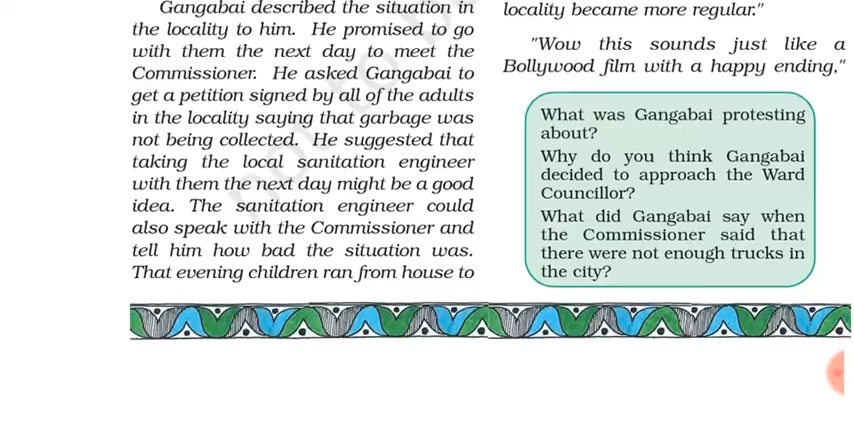 Gangabai described the situation in
the locality to him. He promised to go
with them the next day to meet the
Commissioner. He asked Gangabai to
get a petition signed by all of the adults
in the locality saying that garbage was
not being collected. He suggested that
taking the local sanitation engineer
with them the next day might be a good
idea. The sanitation engineer could
also speak with the Commissioner and
tell him how bad the situation was.
That evening children ran from house to
locality became more regular."
"Wow this sounds just like a
Bollywood film with a happy ending,"
What was Gangabai protesting
about?
Why do you think Gangabai
decided to approach the Ward
Councillor?
What did Gangabai say when
the Commissioner said that
there were not enough trucks in
the city?